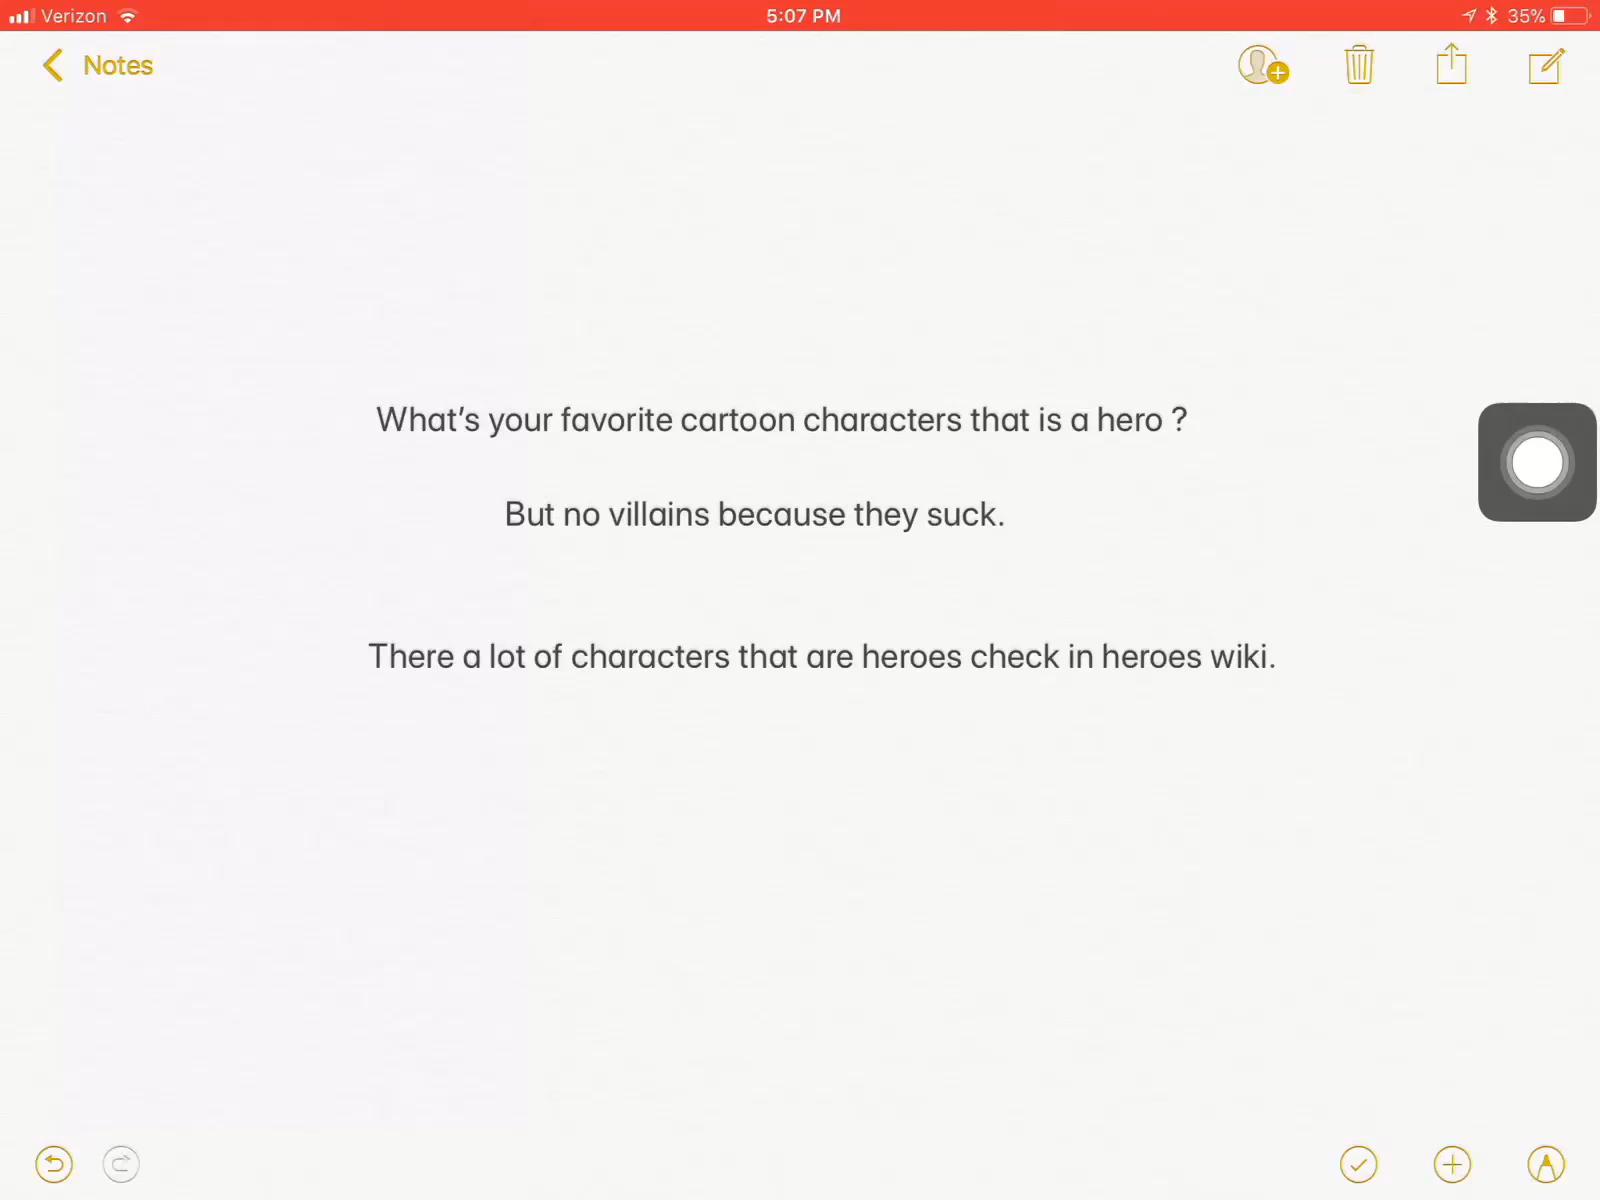 Verizon 5:07 PM 35%
Notes
What's your favorite cartoon characters that is a hero ?
But no villains because they suck.
There a lot of characters that are heroes check in heroes wiki.